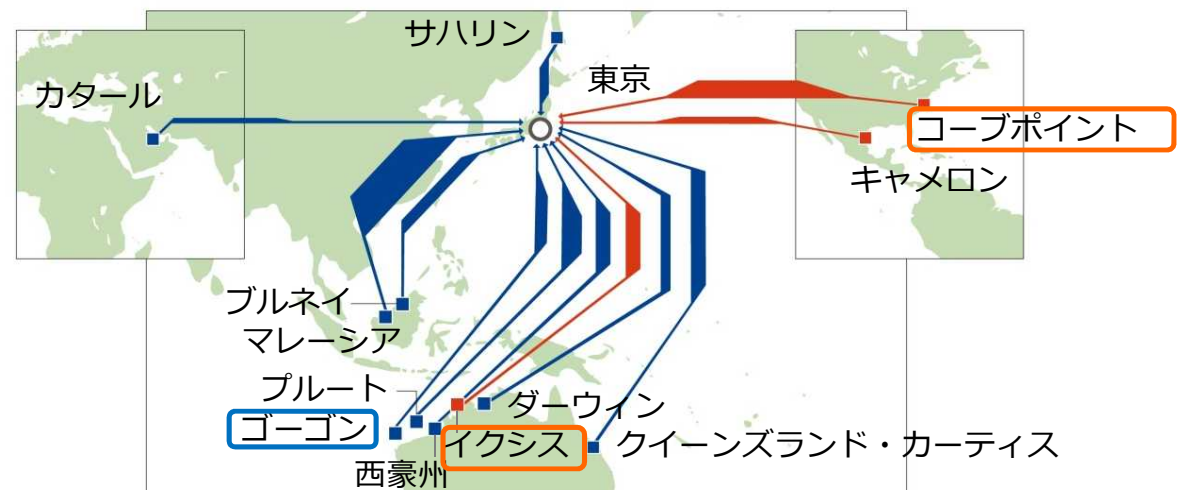 サハリン
東京
カタール
コーブポイント
キャメロン
ブルネイ
マレーシア
プルート
ゴーゴン
ダーウィン
イクシス
クイーンズランド・カーティス
西豪州